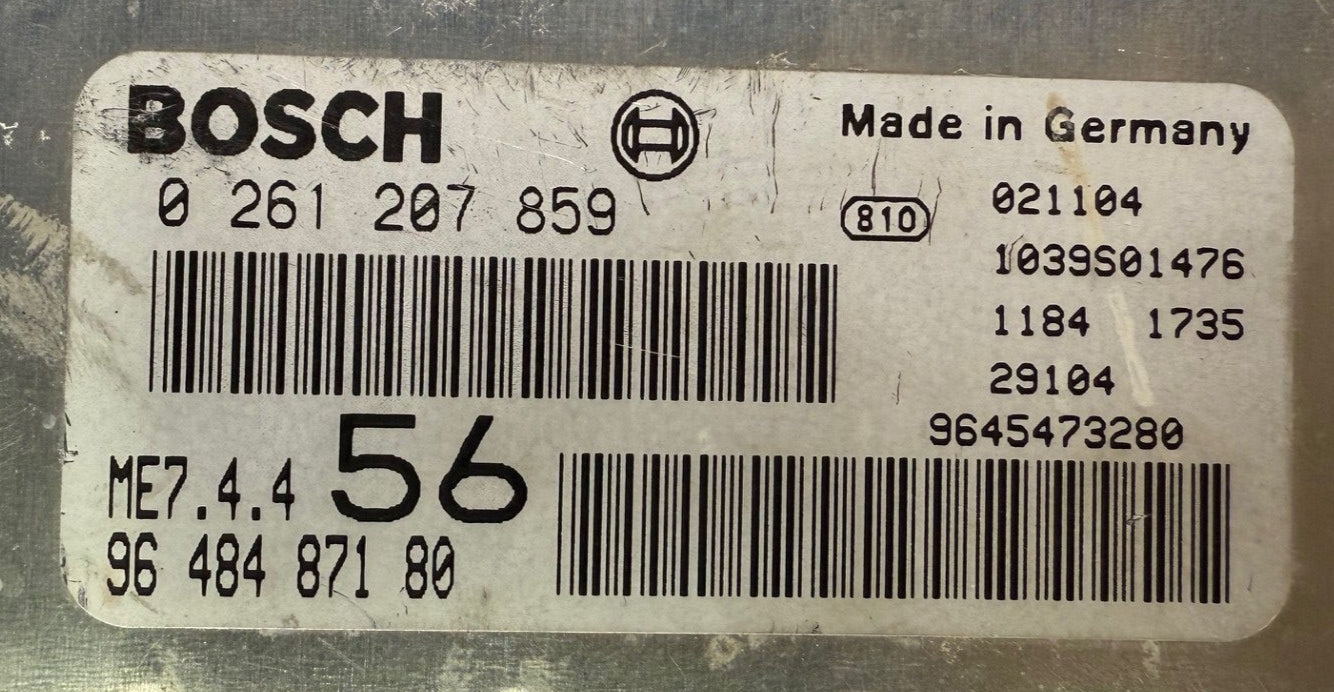 BOSCH
Made in Germany
0 261 207 859
810
021104
1039S01476
1184 1735
29104
9645473280
ME7.4.4 56
96 484 871 80